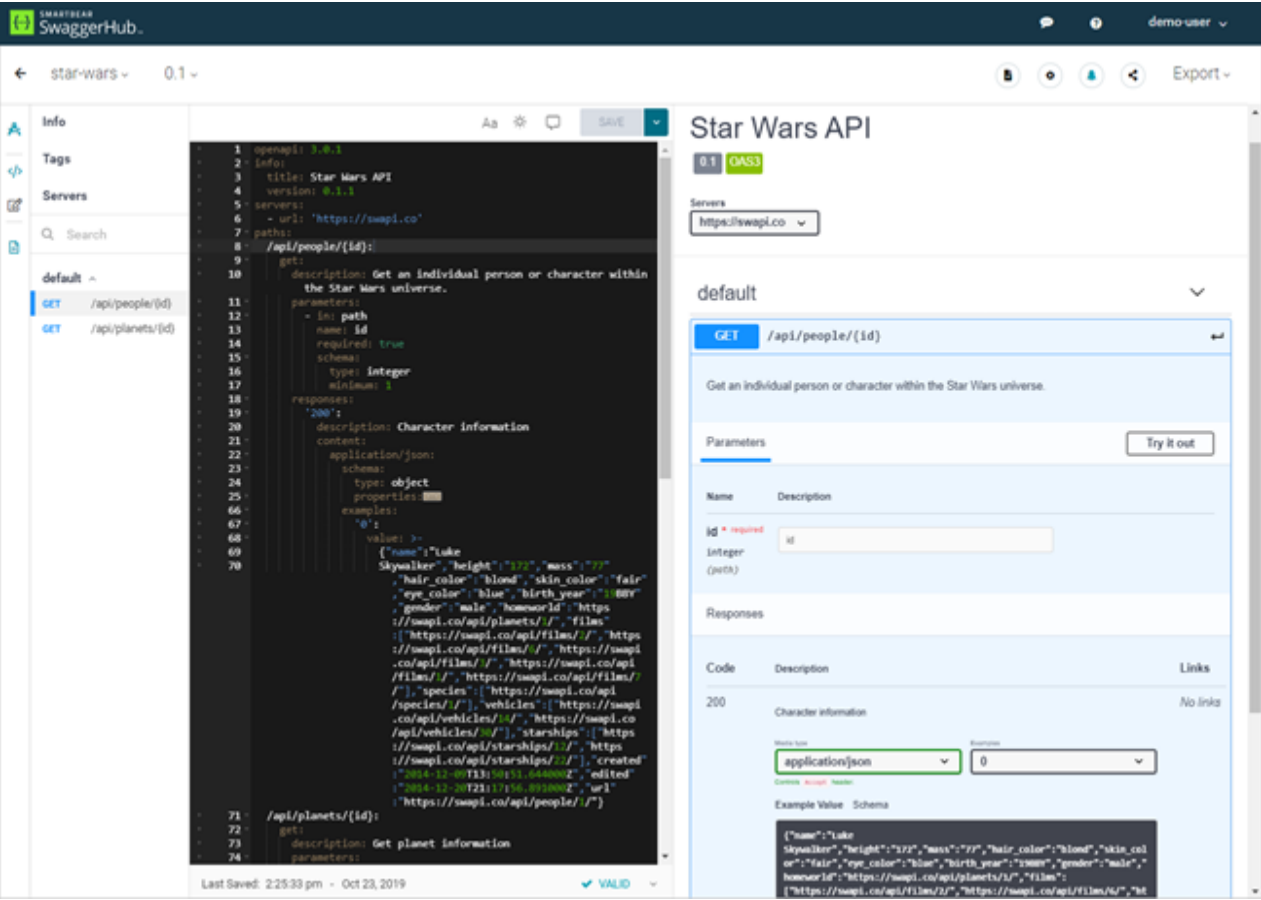 SMARTBEAR
SwaggerHub
demo-user
star-wars
0.1
Export
Info
Tags
Servers
Search
default
GET /api/people/{id}
GET /api/planets/{id}
Aa
SAVE
1 openapi: 3.0.1
2 info:
3 title: Star Wars API
4 version: 0.1.1
5 servers:
6 - url: 'https://swapi.co'
7 paths:
8 /api/people/{id}:
9 get:
10 description: Get an individual person or character within
the Star Wars universe.
11 parameters:
12 - in: path
13 name: id
14 required: true
15 schema:
16 type: integer
17 minimum: 1
18 responses:
19 '200':
20 description: Character information
21 content:
22 application/json:
23 schema:
24 type: object
25 properties:
66 examples:
67 '0':
68 value: >-
69 {"name":"Luke
70 Skywalker","height":"172","mass":"77"
,"hair_color":"blond","skin_color":"fair"
,"eye_color":"blue","birth_year":"19BBY"
,"gender":"male","homeworld":"https
://swapi.co/api/planets/1/","films"
:["https://swapi.co/api/films/2/","https
://swapi.co/api/films/6/","https://swapi
.co/api/films/3/","https://swapi.co/api
/films/1/","https://swapi.co/api/films/7
/"],"species":["https://swapi.co/api
/species/1/"],"vehicles":["https://swapi
.co/api/vehicles/14/","https://swapi.co
/api/vehicles/30/"],"starships":["https
://swapi.co/api/starships/12/","https
://swapi.co/api/starships/22/"],"created"
:"2014-12-09T13:50:51.644000Z","edited"
:"2014-12-20T21:17:56.891000Z","url"
:"https://swapi.co/api/people/1/"}
71 /api/planets/{id}:
72 get:
73 description: Get planet information
74 parameters:
Last Saved: 2:25:33 pm - Oct 23, 2019
VALID
Star Wars API
0.1 OAS3
Servers
https://swapi.co
default
GET /api/people/{id}
Get an individual person or character within the Star Wars universe.
Parameters
Try it out
Name Description
id * required
id
integer
(path)
Responses
Code Description Links
200 No links
Character information
Media type Examples
application/json 0
Controls Accept header
Example Value Schema
{"name":"Luke
Skywalker","height":"172","mass":"77","hair_color":"blond","skin_col
or":"fair","eye_color":"blue","birth_year":"19BBY","gender":"male","
homeworld":"https://swapi.co/api/planets/1/","films":
["https://swapi.co/api/films/2/","https://swapi.co/api/films/6/","ht